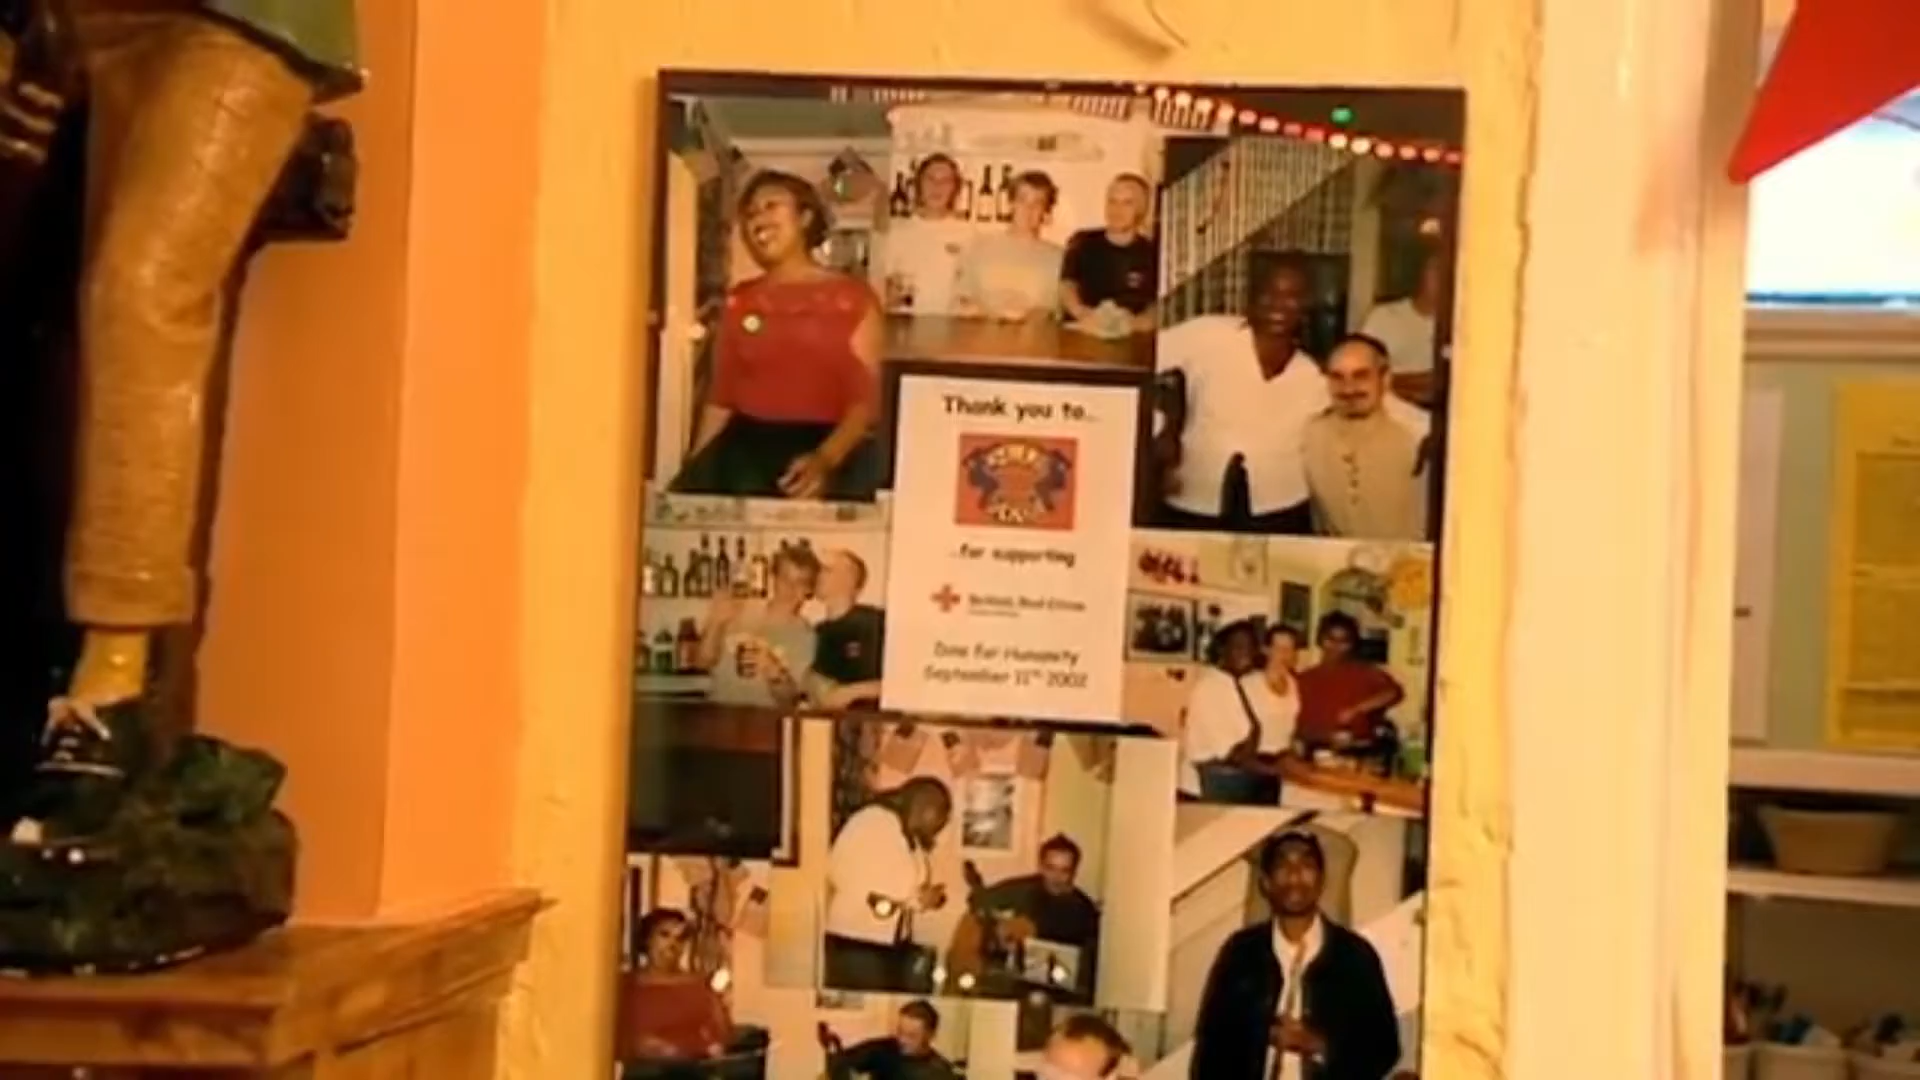 Thank you to...
...for supporting
British Red Cross
Dine for Humanity
September 11th 2002